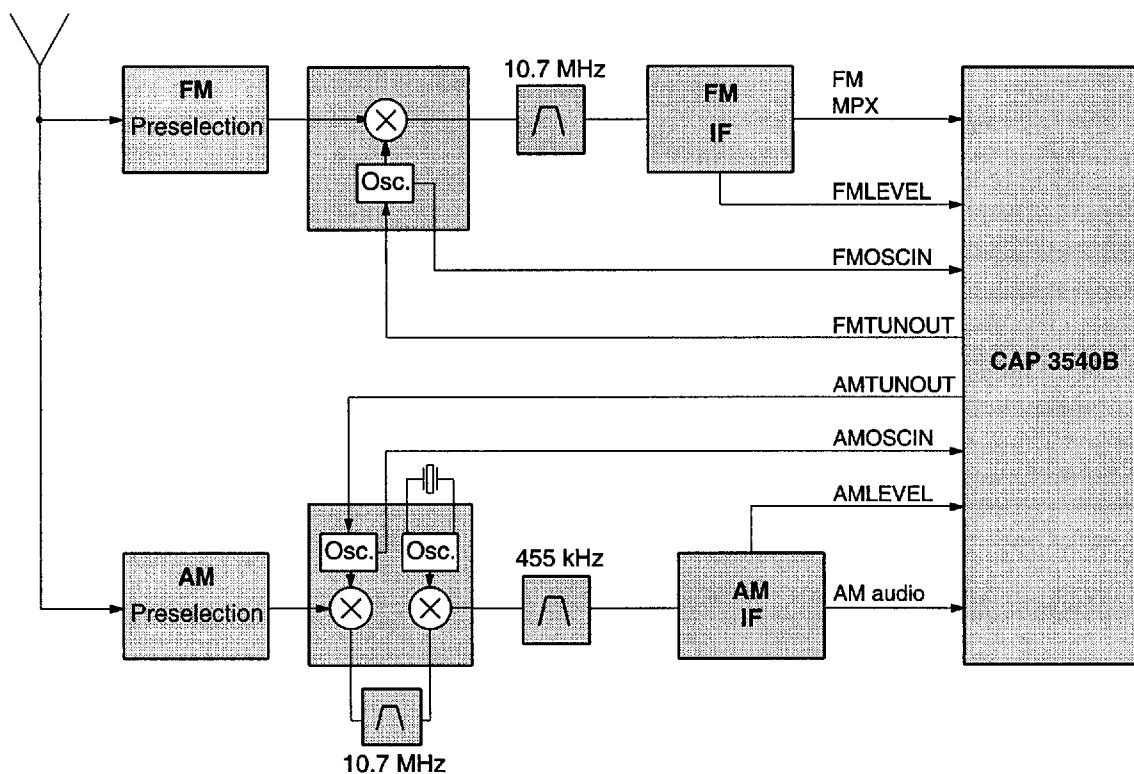 10.7 MHz
FM
Preselection
Osc.
FM
IF
FM
MPX
FMLEVEL
FMOSCIN
FMTUNOUT
CAP 3540B
AMTUNOUT
AMOSCIN
AMLEVEL
AM
Preselection
Osc.
Osc.
455 kHz
AM
IF
AM audio
10.7 MHz